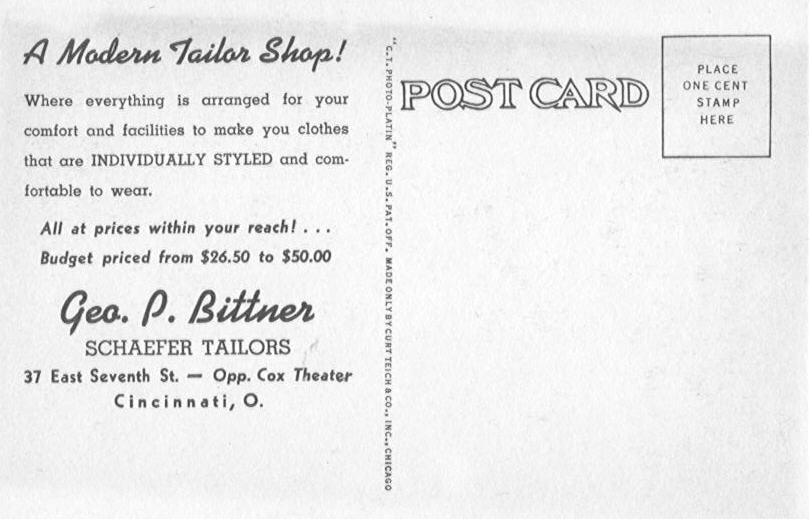 A Modern Tailor Shop!
Where everything is arranged for your
comfort and facilities to make you clothes
that are INDIVIDUALLY STYLED and com-
fortable to wear.
All at prices within your reach! . . .
Budget priced from $26.50 to $50.00
Geo. P. Bittner
SCHAEFER TAILORS
37 East Seventh St. — Opp. Cox Theater
Cincinnati, O.
"C.T. PHOTO-PLATIN" REG. U.S. PAT. OFF. MADE ONLY BY CURT TEICH & CO., INC., CHICAGO
POST CARD
PLACE
ONE CENT
STAMP
HERE